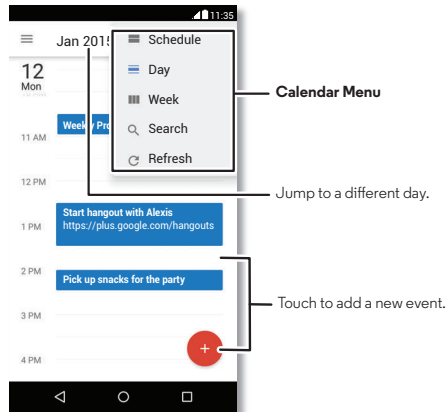 11:35
Jan 2015
Schedule
Day
Week
Search
Refresh
12
Mon
11 AM
Weekly Pro
12 PM
1 PM
Start hangout with Alexis
https://plus.google.com/hangouts
2 PM
Pick up snacks for the party
3 PM
4 PM
+
Calendar Menu
Jump to a different day.
Touch to add a new event.